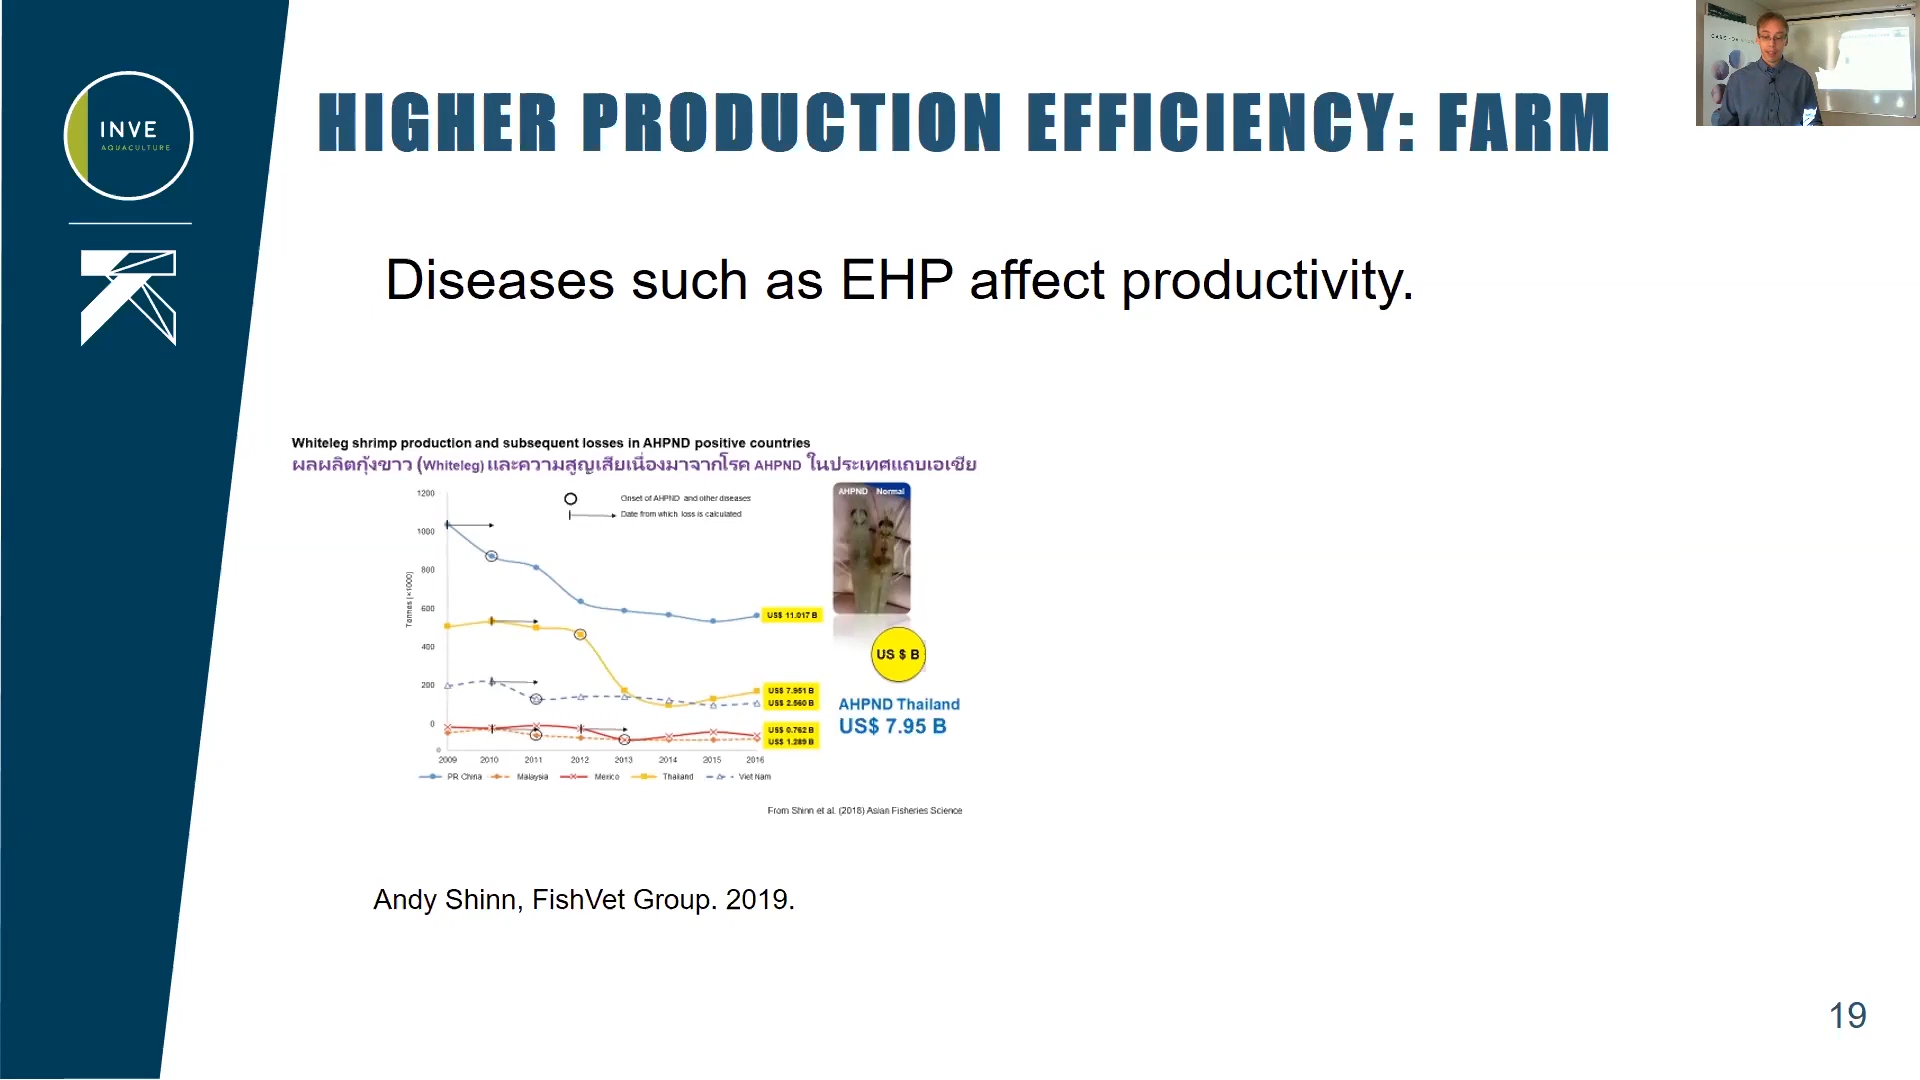 INVE
AQUACULTURE
HIGHER PRODUCTION EFFICIENCY: FARM
Diseases such as EHP affect productivity.
Whiteleg shrimp production and subsequent losses in AHPND positive countries
ผลผลิตกุ้งขาว (Whiteleg) และความสูญเสียเนื่องมาจากโรค AHPND ในประเทศแถบเอเชีย
Onset of AHPND and other diseases
Date from which loss is calculated
Tonnes (×1000)
1200
1000
800
600
400
200
0
0
2009 2010 2011 2012 2013 2014 2015 2016
PR China Malaysia Mexico Thailand Viet Nam
US$ 11.017 B
US$ 7.951 B
US$ 2.560 B
US$ 0.762 B
US$ 1.289 B
AHPND Normal
US $ B
AHPND Thailand
US$ 7.95 B
From Shinn et al. (2018) Asian Fisheries Science
Andy Shinn, FishVet Group. 2019.
19